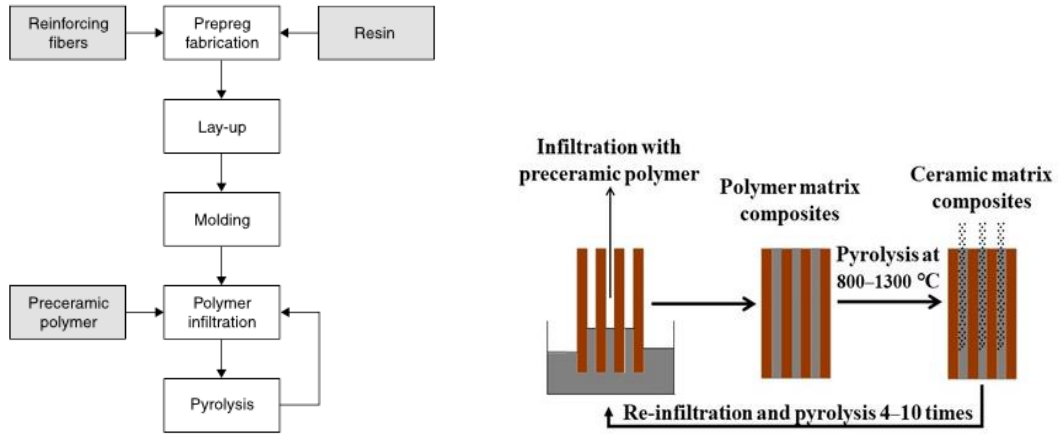 Reinforcing
fibers
Prepreg
fabrication
Resin
Lay-up
Molding
Preceramic
polymer
Polymer
infiltration
Pyrolysis
Infiltration with
preceramic polymer
Polymer matrix
composites
Pyrolysis at
800–1300 °C
Ceramic matrix
composites
Re-infiltration and pyrolysis 4–10 times